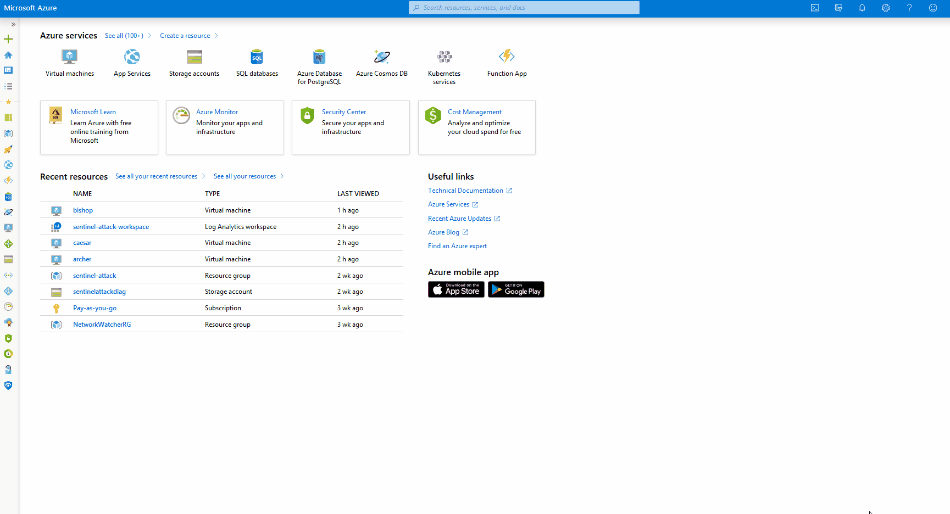 Microsoft Azure
Search resources, services, and docs
Azure services
See all (100+)
Create a resource
Virtual machines
App Services
Storage accounts
SQL databases
Azure Database
for PostgreSQL
Azure Cosmos DB
Kubernetes
services
Function App
Microsoft Learn
Learn Azure with free
online training from
Microsoft
Azure Monitor
Monitor your apps and
infrastructure
Security Center
Secure your apps and
infrastructure
Cost Management
Analyze and optimize
your cloud spend for free
Recent resources
See all your recent resources
See all your resources
NAME TYPE LAST VIEWED
bishop Virtual machine 1 h ago
sentinel-attack-workspace Log Analytics workspace 2 h ago
caesar Virtual machine 2 h ago
archer Virtual machine 2 h ago
sentinel-attack Resource group 2 wk ago
sentinelattackdiag Storage account 2 wk ago
Pay-as-you-go Subscription 3 wk ago
NetworkWatcherRG Resource group 3 wk ago
Useful links
Technical Documentation
Azure Services
Recent Azure Updates
Azure Blog
Find an Azure expert
Azure mobile app
Download on the
App Store
GET IT ON
Google Play